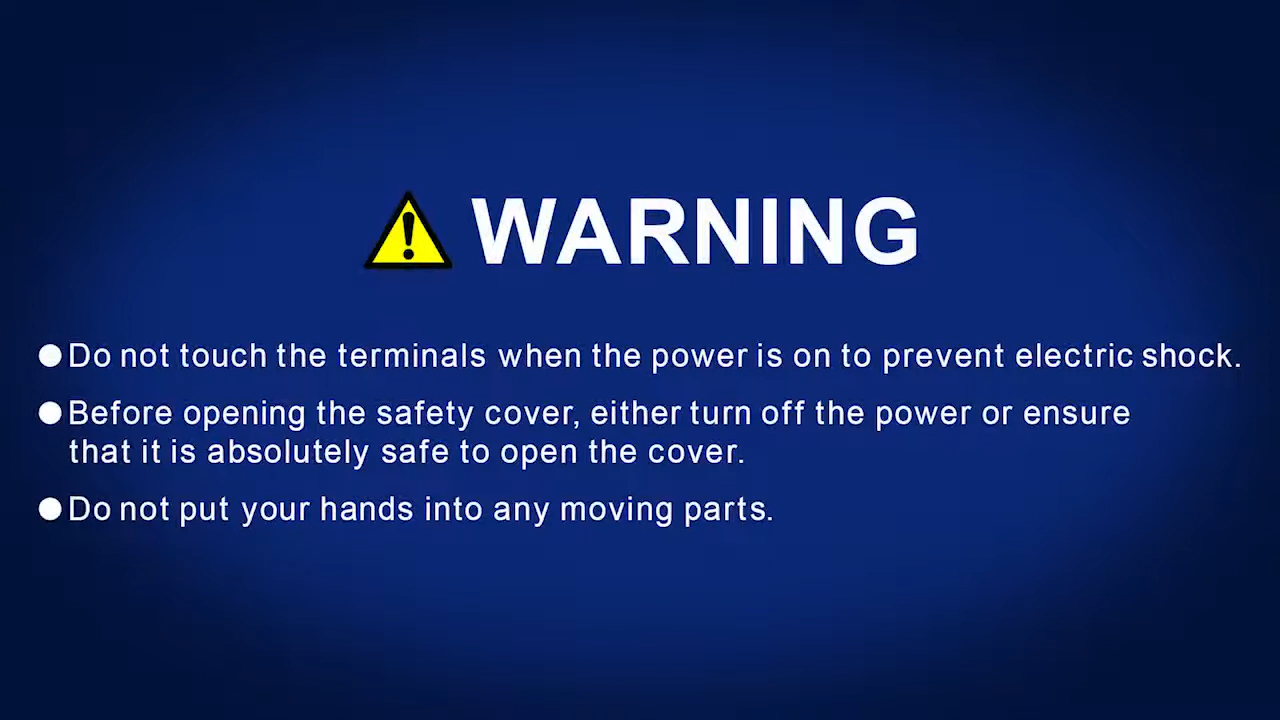 WARNING
●Do not touch the terminals when the power is on to prevent electric shock.
●Before opening the safety cover, either turn off the power or ensure
that it is absolutely safe to open the cover.
●Do not put your hands into any moving parts.